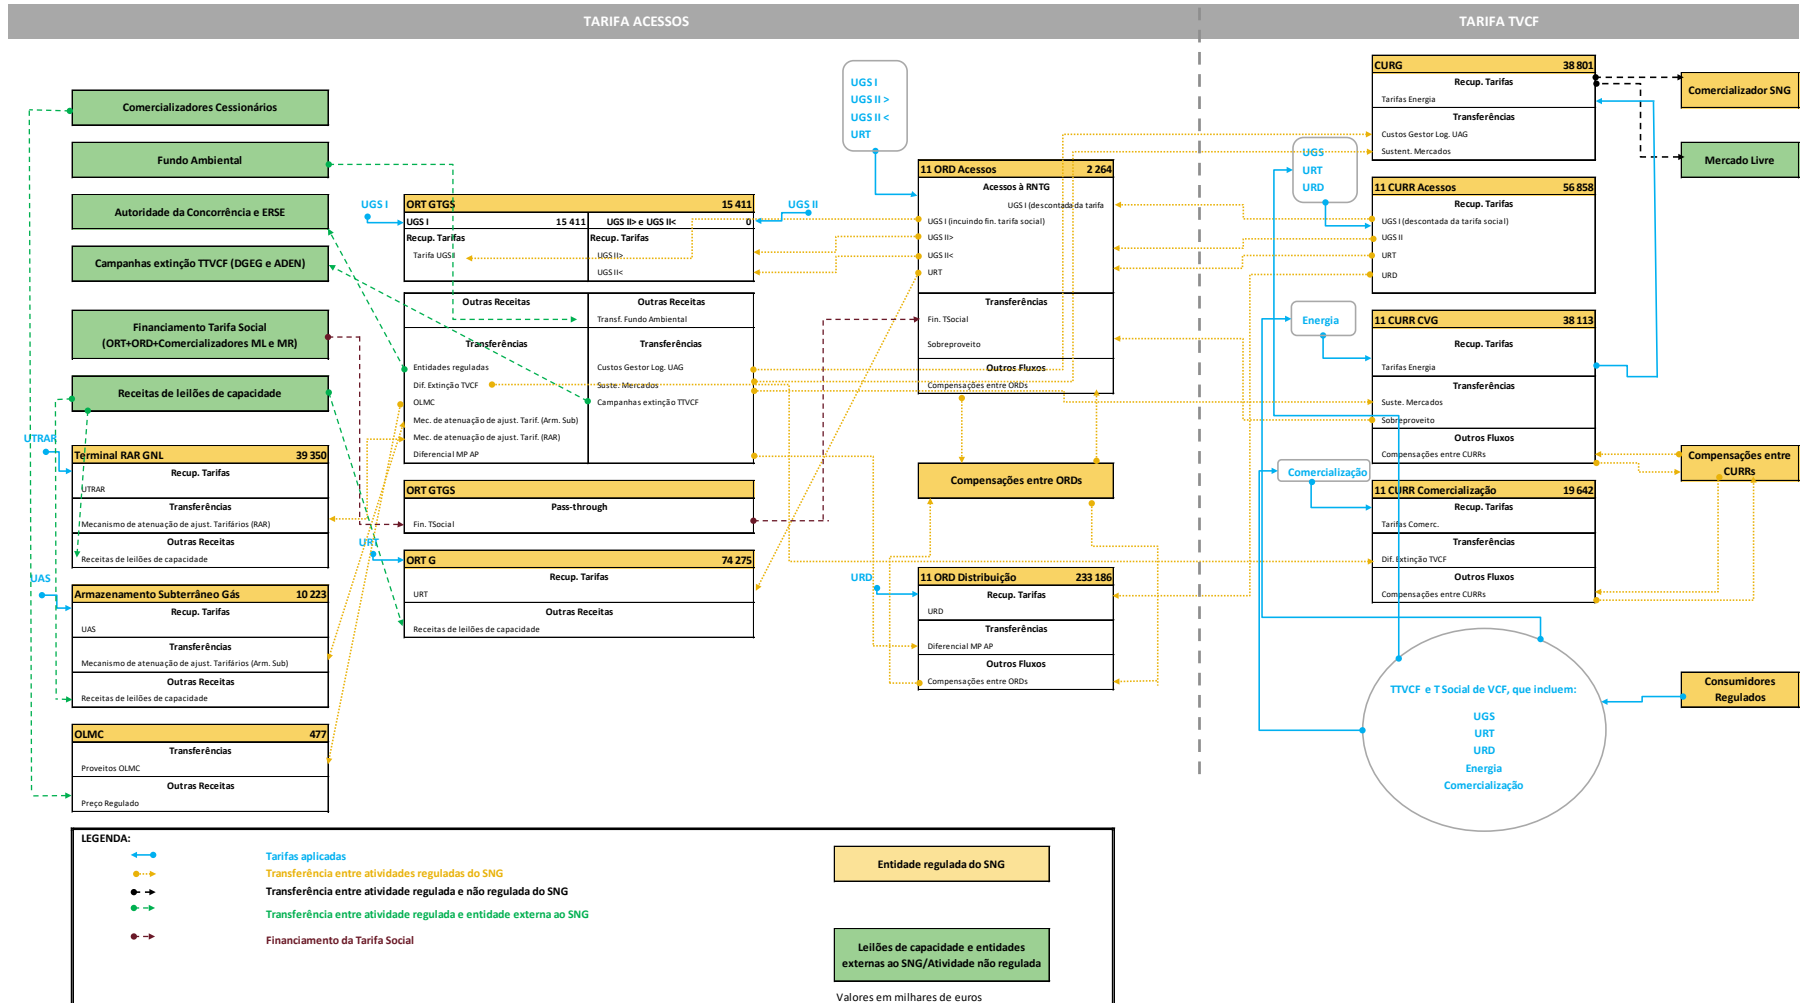 TARIFA ACESSOS
TARIFA TVCF
Comercializadores Cessionários
Fundo Ambiental
Autoridade da Concorrência e ERSE
Campanhas extinção TTVCF (DGEG e ADEN)
Financiamento Tarifa Social
(ORT+ORD+Comercializadores ML e MR)
Receitas de leilões de capacidade
UTRAR
Terminal RAR GNL 39 350
Recup. Tarifas
UTRAR
Transferências
Mecanismo de atenuação de ajust. Tarifários (RAR)
Outras Receitas
Receitas de leilões de capacidade
UAS
Armazenamento Subterrâneo Gás 10 223
Recup. Tarifas
UAS
Transferências
Mecanismo de atenuação de ajust. Tarifários (Arm. Sub)
Outras Receitas
Receitas de leilões de capacidade
OLMC 477
Transferências
Proveitos OLMC
Outras Receitas
Preço Regulado
UGS I
UGS II
ORT GTGS 15 411
UGS I 15 411
UGS II> e UGS II< 0
Recup. Tarifas
Recup. Tarifas
Tarifa UGS I
UGS II>
UGS II<
Outras Receitas
Outras Receitas
Transf. Fundo Ambiental
Transferências
Transferências
Entidades reguladas
Custos Gestor Log. UAG
Dif. Extinção TVCF
Suste. Mercados
OLMC
Campanhas extinção TTVCF
Mec. de atenuação de ajust. Tarif. (Arm. Sub)
Mec. de atenuação de ajust. Tarif. (RAR)
Diferencial MP AP
ORT GTGS
Pass-through
Fin. TSocial
URT
ORT G 74 275
Recup. Tarifas
URT
Outras Receitas
Receitas de leilões de capacidade
UGS I
UGS II >
UGS II <
URT
11 ORD Acessos 2 264
Acessos à RNTG
UGS I (descontada da tarifa
UGS I (incuindo fin. tarifa social)
UGS II>
UGS II<
URT
Transferências
Fin. TSocial
Sobreproveito
Outros Fluxos
Compensações entre ORDs
Compensações entre ORDs
URD
11 ORD Distribuição 233 186
Recup. Tarifas
URD
Transferências
Diferencial MP AP
Outros Fluxos
Compensações entre ORDs
CURG 38 801
Recup. Tarifas
Tarifas Energia
Transferências
Custos Gestor Log. UAG
Sustent. Mercados
Comercializador SNG
Mercado Livre
UGS
URT
URD
11 CURR Acessos 56 858
Recup. Tarifas
UGS I (descontada da tarifa social)
UGS II
URT
URD
Energia
11 CURR CVG 38 113
Recup. Tarifas
Tarifas Energia
Transferências
Suste. Mercados
Sobreproveito
Outros Fluxos
Compensações entre CURRs
Compensações entre
CURRs
Comercialização
11 CURR Comercialização 19 642
Recup. Tarifas
Tarifas Comerc.
Transferências
Dif. Extinção TVCF
Outros Fluxos
Compensações entre CURRs
TTVCF e T Social de VCF, que incluem:
UGS
URT
URD
Energia
Comercialização
Consumidores
Regulados
LEGENDA:
Tarifas aplicadas
Transferência entre atividades reguladas do SNG
Transferência entre atividade regulada e não regulada do SNG
Transferência entre atividade regulada e entidade externa ao SNG
Financiamento da Tarifa Social
Entidade regulada do SNG
Leilões de capacidade e entidades
externas ao SNG/Atividade não regulada
Valores em milhares de euros